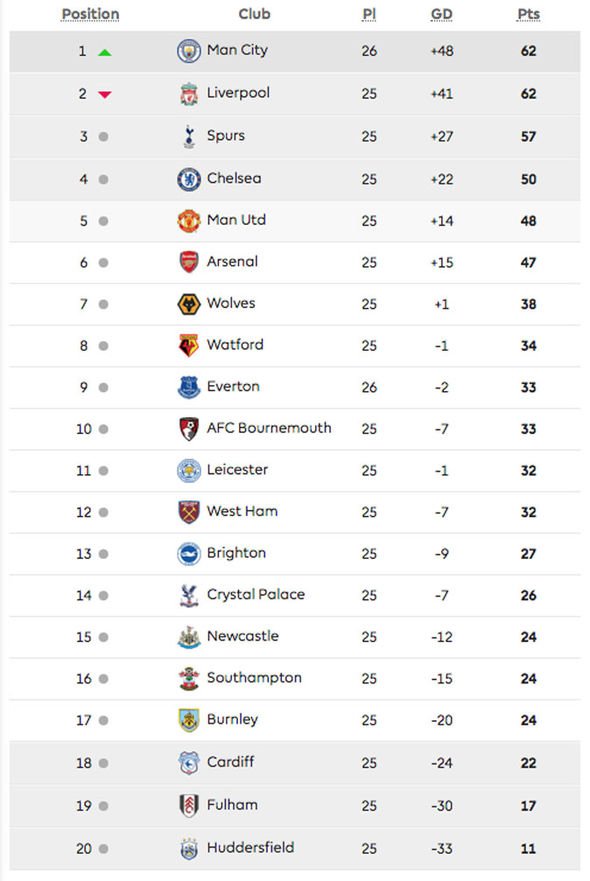 Position Club Pl GD Pts
1 Man City 26 +48 62
2 Liverpool 25 +41 62
3 Spurs 25 +27 57
4 Chelsea 25 +22 50
5 Man Utd 25 +14 48
6 Arsenal 25 +15 47
7 Wolves 25 +1 38
8 Watford 25 -1 34
9 Everton 26 -2 33
10 AFC Bournemouth 25 -7 33
11 Leicester 25 -1 32
12 West Ham 25 -7 32
13 Brighton 25 -9 27
14 Crystal Palace 25 -7 26
15 Newcastle 25 -12 24
16 Southampton 25 -15 24
17 Burnley 25 -20 24
18 Cardiff 25 -24 22
19 Fulham 25 -30 17
20 Huddersfield 25 -33 11